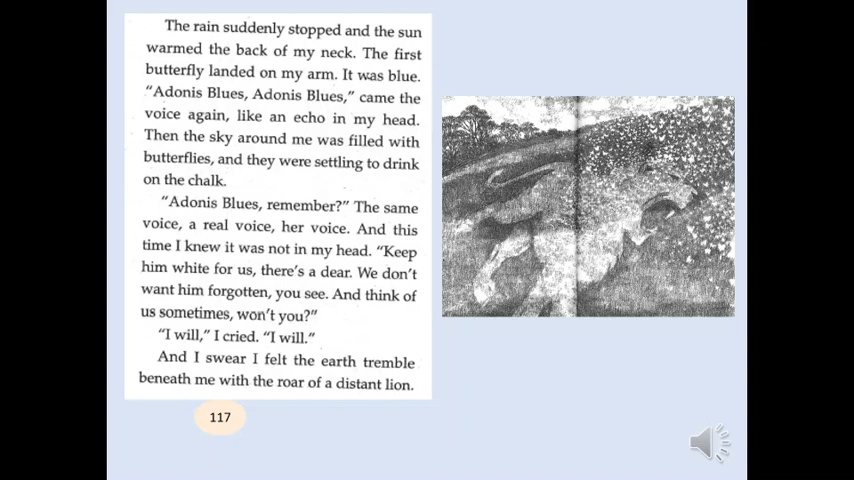 The rain suddenly stopped and the sun
warmed the back of my neck. The first
butterfly landed on my arm. It was blue.
“Adonis Blues, Adonis Blues,” came the
voice again, like an echo in my head.
Then the sky around me was filled with
butterflies, and they were settling to drink
on the chalk.
“Adonis Blues, remember?” The same
voice, a real voice, her voice. And this
time I knew it was not in my head. “Keep
him white for us, there’s a dear. We don’t
want him forgotten, you see. And think of
us sometimes, won’t you?”
“I will,” I cried. “I will.”
And I swear I felt the earth tremble
beneath me with the roar of a distant lion.
117